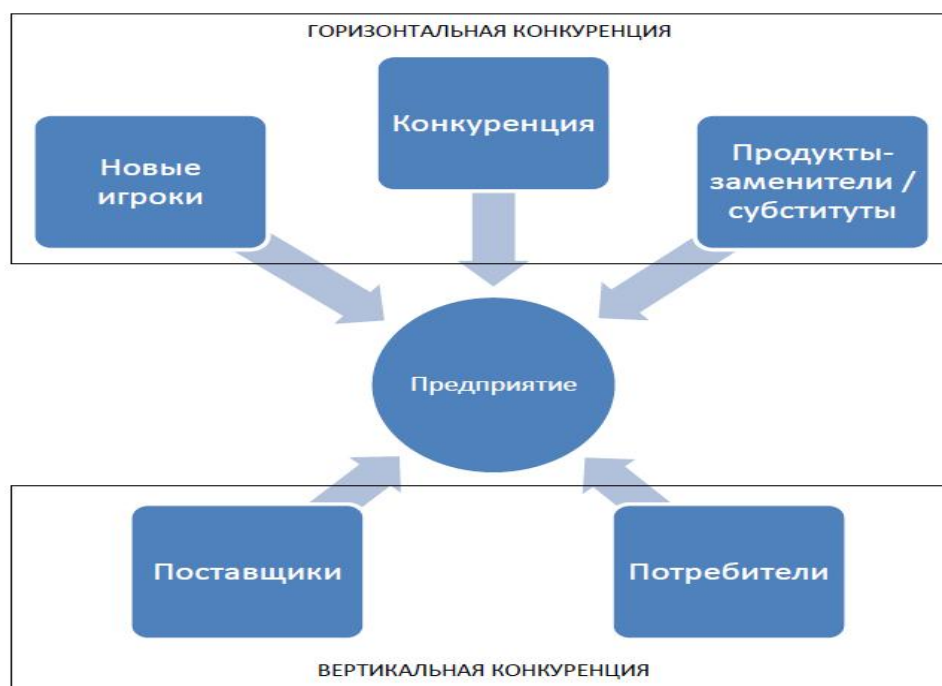 ГОРИЗОНТАЛЬНАЯ КОНКУРЕНЦИЯ
Новые
игроки
Конкуренция
Продукты-
заменители /
субституты
Предприятие
Поставщики
Потребители
ВЕРТИКАЛЬНАЯ КОНКУРЕНЦИЯ